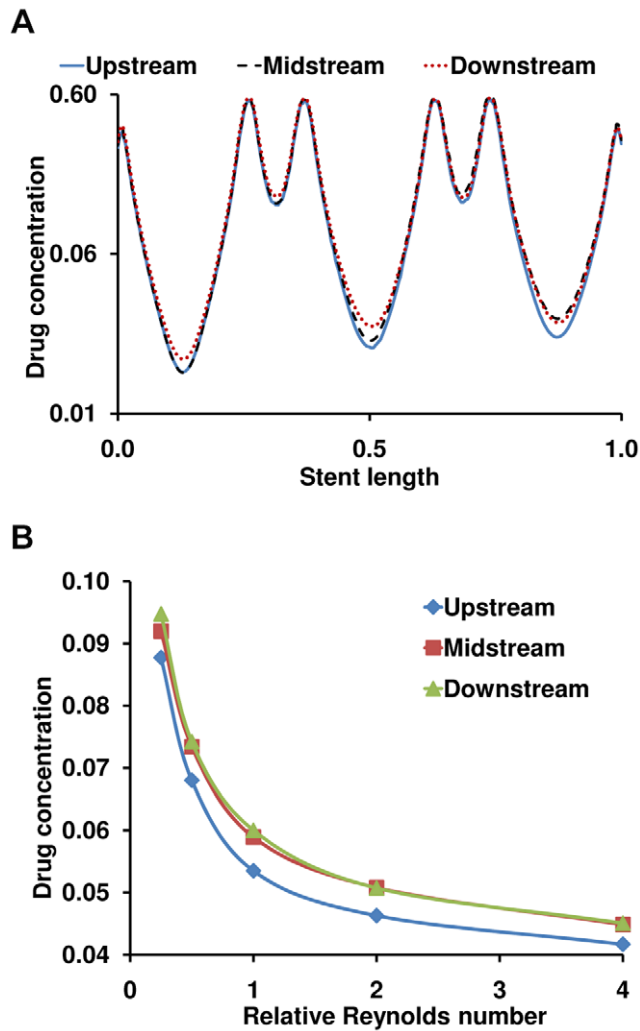 A
Upstream Midstream Downstream
0.60
0.06
0.01
Drug concentration
0.0 0.5 1.0
Stent length
B
0.10
0.09
0.08
0.07
0.06
0.05
0.04
Drug concentration
Upstream
Midstream
Downstream
0 1 2 3 4
Relative Reynolds number